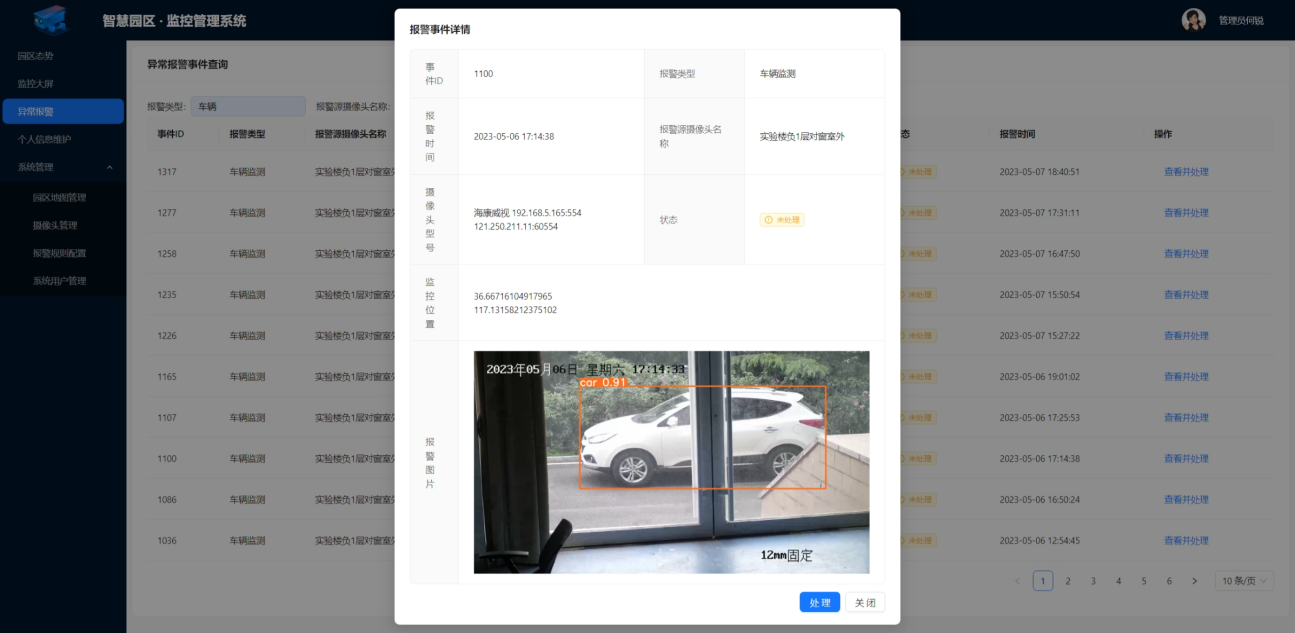 智慧园区 · 监控管理系统
管理员何锐
园区态势
监控大屏
异常报警
个人信息维护
系统管理
园区地图管理
摄像头管理
报警规则配置
系统用户管理
异常报警事件查询
报警类型: 车辆 报警源摄像头名称:
事件ID 报警类型 报警源摄像头名称 态 报警时间 操作
1317 车辆监测 实验楼负1层对窗室外 未处理 2023-05-07 18:40:51 查看并处理
1277 车辆监测 实验楼负1层对窗室外 未处理 2023-05-07 17:31:11 查看并处理
1258 车辆监测 实验楼负1层对窗室外 未处理 2023-05-07 16:47:50 查看并处理
1235 车辆监测 实验楼负1层对窗室外 未处理 2023-05-07 15:50:54 查看并处理
1226 车辆监测 实验楼负1层对窗室外 未处理 2023-05-07 15:27:22 查看并处理
1165 车辆监测 实验楼负1层对窗室外 未处理 2023-05-06 19:01:02 查看并处理
1107 车辆监测 实验楼负1层对窗室外 未处理 2023-05-06 17:25:53 查看并处理
1100 车辆监测 实验楼负1层对窗室外 未处理 2023-05-06 17:14:38 查看并处理
1086 车辆监测 实验楼负1层对窗室外 未处理 2023-05-06 16:50:24 查看并处理
1036 车辆监测 实验楼负1层对窗室外 未处理 2023-05-06 12:54:45 查看并处理
< 1 2 3 4 5 6 > 10 条/页
报警事件详情
事件ID 1100 报警类型 车辆监测
报警时间 2023-05-06 17:14:38 报警源摄像头名称 实验楼负1层对窗室外
摄像头型号 海康威视 192.168.5.165:554
121.250.211.11:60554
状态 未处理
监控位置 36.66716104917965
117.13158212375102
报警图片
2023年05月06日 星期六 17:14:33
car 0.91
12mm固定
处 理 关 闭